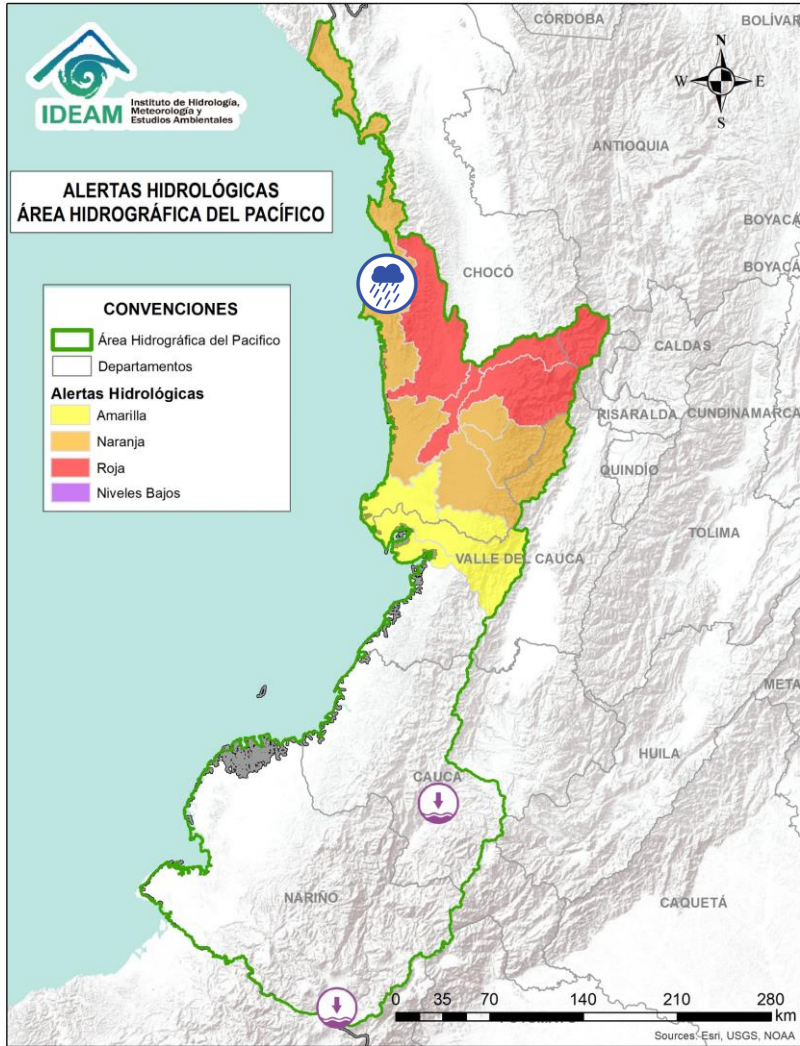 CÓRDOBA
BOLÍVAR
N
W
E
S
IDEAM
Instituto de Hidrología,
Meteorología y
Estudios Ambientales
ANTIOQUIA
ALERTAS HIDROLÓGICAS
ÁREA HIDROGRÁFICA DEL PACÍFICO
BOYACÁ
BOYACÁ
CHOCÓ
CONVENCIONES
Área Hidrográfica del Pacífico
Departamentos
Alertas Hidrológicas
Amarilla
Naranja
Roja
Niveles Bajos
CALDAS
RISARALDA
CUNDINAMARCA
QUINDÍO
TOLIMA
VALLE DEL CAUCA
META
HUILA
CAUCA
NARIÑO
CAQUETÁ
0 35 70 140 210 280
km
Sources: Esri, USGS, NOAA